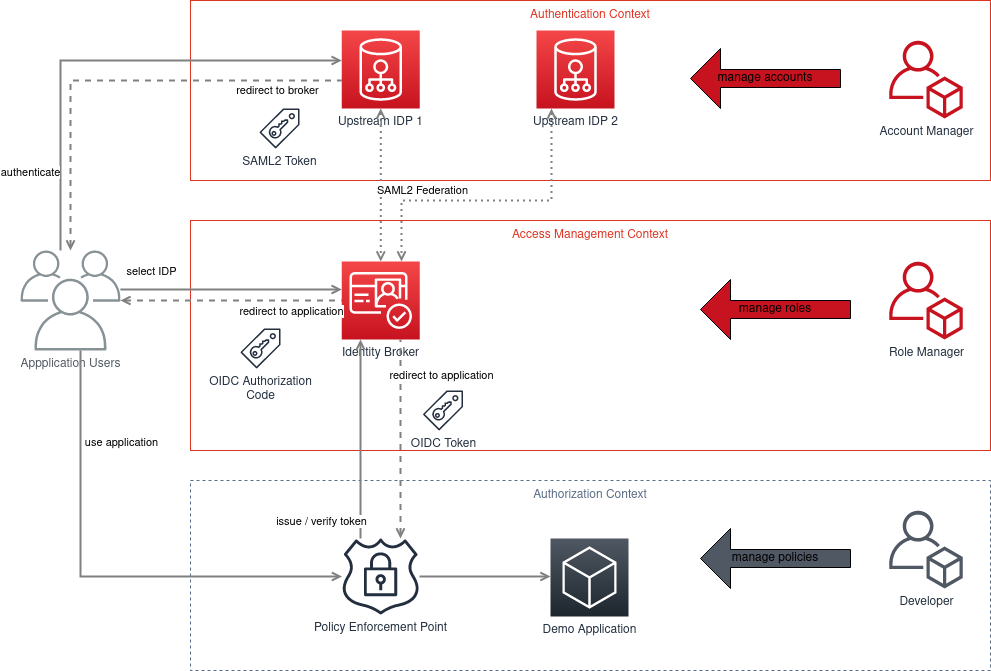 Authentication Context
redirect to broker
Upstream IDP 1
Upstream IDP 2
manage accounts
Account Manager
SAML2 Token
authenticate
SAML2 Federation
Access Management Context
select IDP
redirect to application
Identity Broker
manage roles
Role Manager
Appplication Users
OIDC Authorization
Code
redirect to application
OIDC Token
use application
Authorization Context
issue / verify token
manage policies
Developer
Policy Enforcement Point
Demo Application